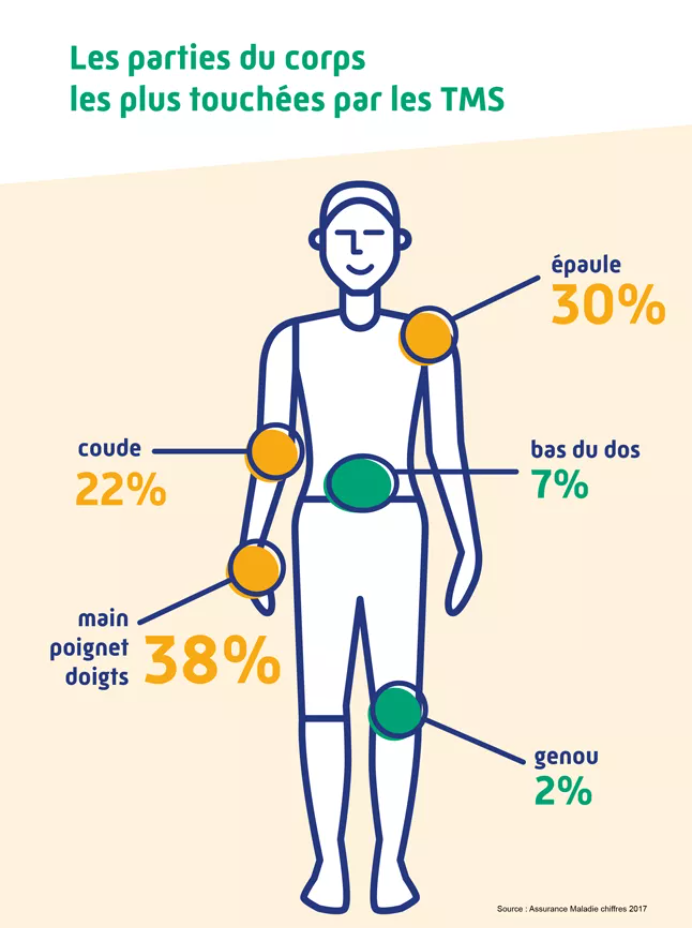 Les parties du corps
les plus touchées par les TMS
épaule
30%
coude
22%
bas du dos
7%
main
poignet
doigts
38%
genou
2%
Source : Assurance Maladie chiffres 2017